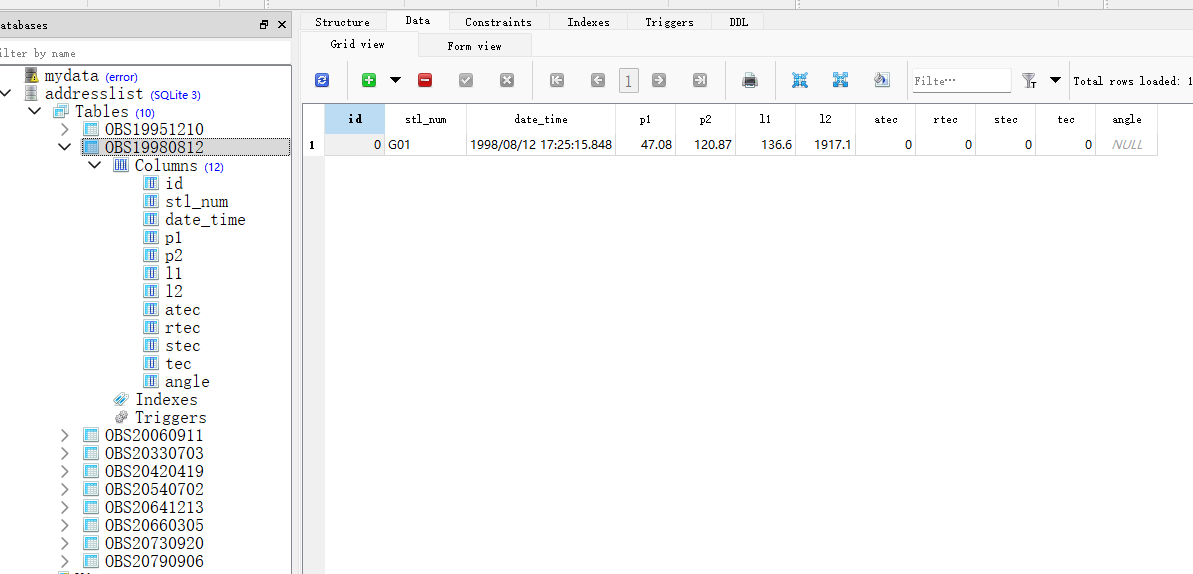 atabases
Structure Data Constraints Indexes Triggers DDL
Grid view Form view
ilter by name
1 Filte… Total rows loaded: 1
mydata (error)
addresslist (SQLite 3)
Tables (10)
OBS19951210
OBS19980812
Columns (12)
id
stl_num
date_time
p1
p2
l1
l2
atec
rtec
stec
tec
angle
Indexes
Triggers
OBS20060911
OBS20330703
OBS20420419
OBS20540702
OBS20641213
OBS20660305
OBS20730920
OBS20790906
id stl_num date_time p1 p2 l1 l2 atec rtec stec tec angle
1 0 G01 1998/08/12 17:25:15.848 47.08 120.87 136.6 1917.1 0 0 0 0 NULL